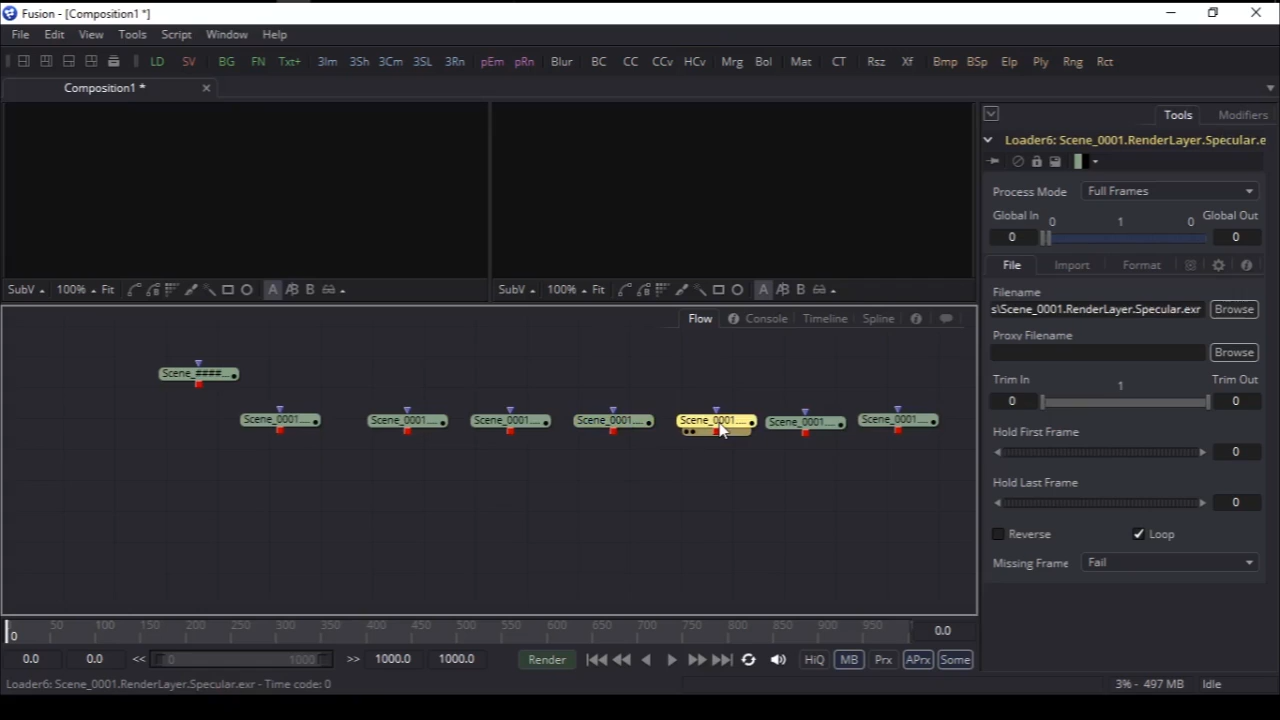 Fusion - [Composition1 *]
File Edit View Tools Script Window Help
LD SV BG FN Txt+ 3Im 3Sh 3Cm 3SL 3Rn pEm pRn Blur BC CC CCv HCv Mrg Bol Mat CT Rsz Xf Bmp BSp Elp Ply Rng Rct
Composition1 *
Tools Modifiers
Loader6: Scene_0001.RenderLayer.Specular.e
Process Mode Full Frames
Global In 0 1 0 Global Out
0 0
File Import Format
Filename
s\Scene_0001.RenderLayer.Specular.exr Browse
Proxy Filename
Browse
Trim In 1 Trim Out
0 0
Hold First Frame
0
Hold Last Frame
0
Reverse Loop
Missing Frame Fail
SubV 100% Fit A B
SubV 100% Fit A B
Flow Console Timeline Spline
Scene_####...
Scene_0001.... Scene_0001.... Scene_0001.... Scene_0001.... Scene_0001.... Scene_0001.... Scene_0001....
0 50 100 150 200 250 300 350 400 450 500 550 600 650 700 750 800 850 900 950 0.0
0.0 0.0 << 0 1000 >> 1000.0 1000.0 Render HiQ MB Prx APrx Some
Loader6: Scene_0001.RenderLayer.Specular.exr - Time code: 0 3% - 497 MB Idle